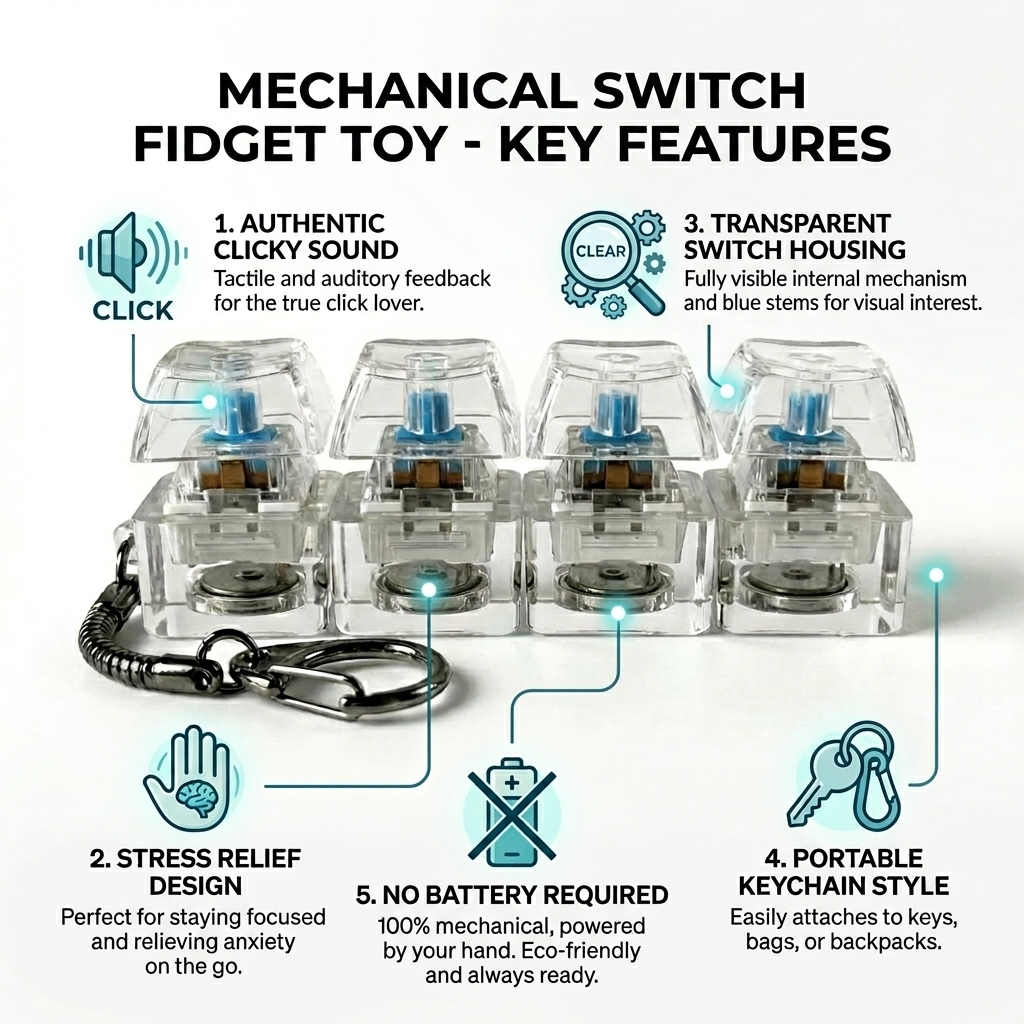 MECHANICAL SWITCH
FIDGET TOY - KEY FEATURES
CLICK
1. AUTHENTIC
CLICKY SOUND
Tactile and auditory feedback
for the true click lover.
CLEAR
3. TRANSPARENT
SWITCH HOUSING
Fully visible internal mechanism
and blue stems for visual interest.
2. STRESS RELIEF
DESIGN
Perfect for staying focused
and relieving anxiety
on the go.
5. NO BATTERY REQUIRED
100% mechanical, powered
by your hand. Eco-friendly
and always ready.
4. PORTABLE
KEYCHAIN STYLE
Easily attaches to keys,
bags, or backpacks.